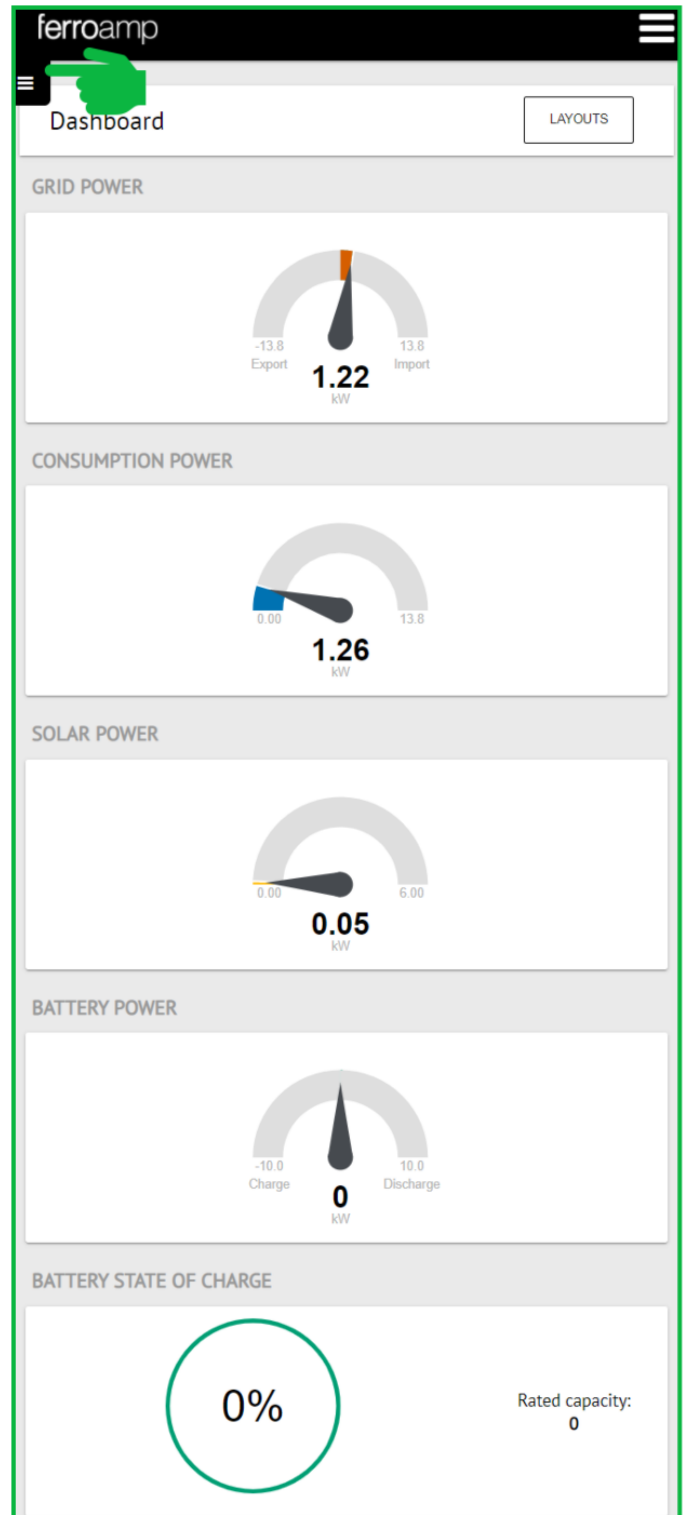 ferroamp
Dashboard
LAYOUTS
GRID POWER
-13.8 13.8
Export Import
1.22
kW
CONSUMPTION POWER
0.00 13.8
1.26
kW
SOLAR POWER
0.00 6.00
0.05
kW
BATTERY POWER
-10.0 10.0
Charge Discharge
0
kW
BATTERY STATE OF CHARGE
0%
Rated capacity:
0